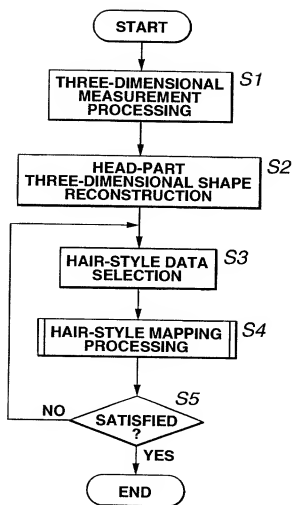 START
THREE-DIMENSIONAL
MEASUREMENT
PROCESSING
S1
HEAD-PART
THREE-DIMENSIONAL SHAPE
RECONSTRUCTION
S2
HAIR-STYLE DATA
SELECTION
S3
HAIR-STYLE MAPPING
PROCESSING
S4
SATISFIED
?
S5
NO
YES
END